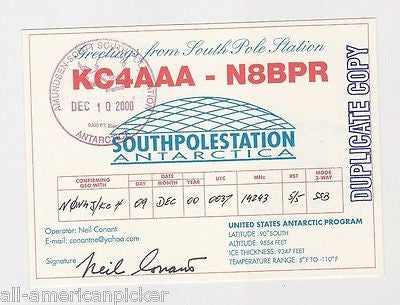 Greetings from South Pole Station
KC4AAA - N8BPR
AMUNDSEN-SCOTT SOUTH POLE STATION
DEC 10 2000
ANTARCTICA
SOUTHPOLESTATION
ANTARCTICA
DUPLICATE COPY
CONFIRMING QSO WITH DAY DATE MONTH YEAR UTC MHz RST MODE 2-WAY
09 DEC 00 0037 14243 5/5 SSB
Operator: Neil Conant
E-mail: conantne@yahoo.com
Signature Neil Conant
UNITED STATES ANTARCTIC PROGRAM
LATITUDE: 90°SOUTH
ALTITUDE: 9554 FEET
ICE THICKNESS: 9347 FEET
TEMPERATURE RANGE: 5°F TO -110°F
all-americanpicker